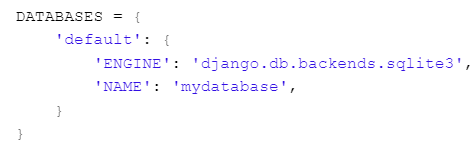 DATABASES = {
    'default': {
        'ENGINE': 'django.db.backends.sqlite3',
        'NAME': 'mydatabase',
    }
}